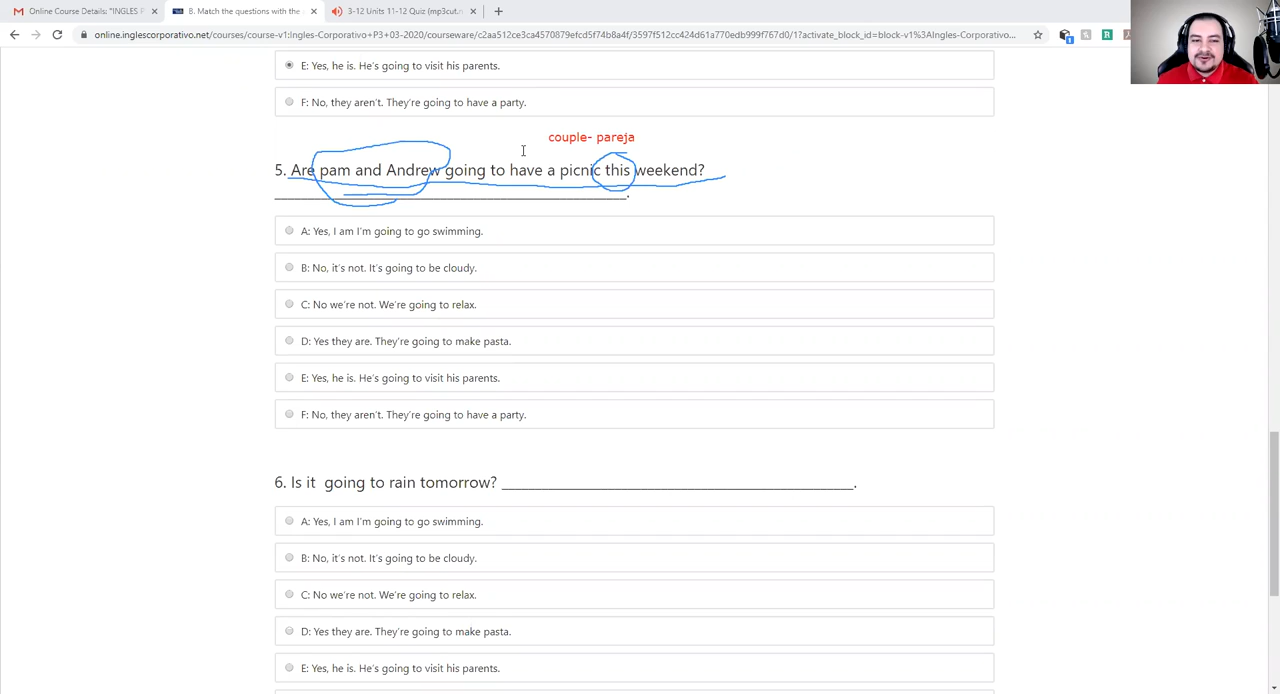 Online Course Details: "INGLES P
B. Match the questions with the
3-12 Units 11-12 Quiz (mp3cut.n
online.inglescorporativo.net/courses/course-v1:Ingles-Corporativo+P3+03-2020/courseware/c2aa512ce3ca4570879efcd5f74b8a4f/3597f512cc424d61a770edb999f767d0/1?activate_block_id=block-v1%3AIngles-Corporativo...
E: Yes, he is. He's going to visit his parents.
F: No, they aren't. They're going to have a party.
couple- pareja
5. Are pam and Andrew going to have a picnic this weekend?
____________________________________________.
A: Yes, I am I'm going to go swimming.
B: No, it's not. It's going to be cloudy.
C: No we're not. We're going to relax.
D: Yes they are. They're going to make pasta.
E: Yes, he is. He's going to visit his parents.
F: No, they aren't. They're going to have a party.
6. Is it going to rain tomorrow? ____________________________________________.
A: Yes, I am I'm going to go swimming.
B: No, it's not. It's going to be cloudy.
C: No we're not. We're going to relax.
D: Yes they are. They're going to make pasta.
E: Yes, he is. He's going to visit his parents.